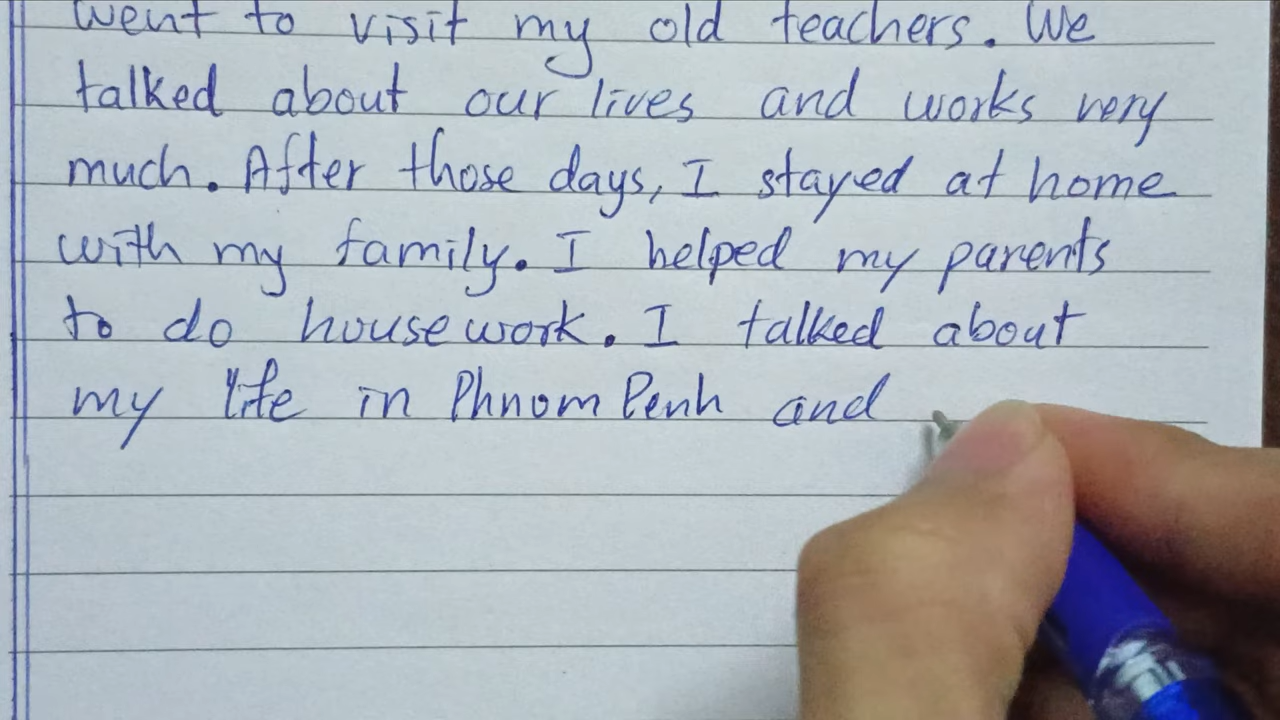 went to visit my old teachers. We
talked about our lives and works very
much. After those days, I stayed at home
with my family. I helped my parents
to do housework. I talked about
my life in Phnom Penh and